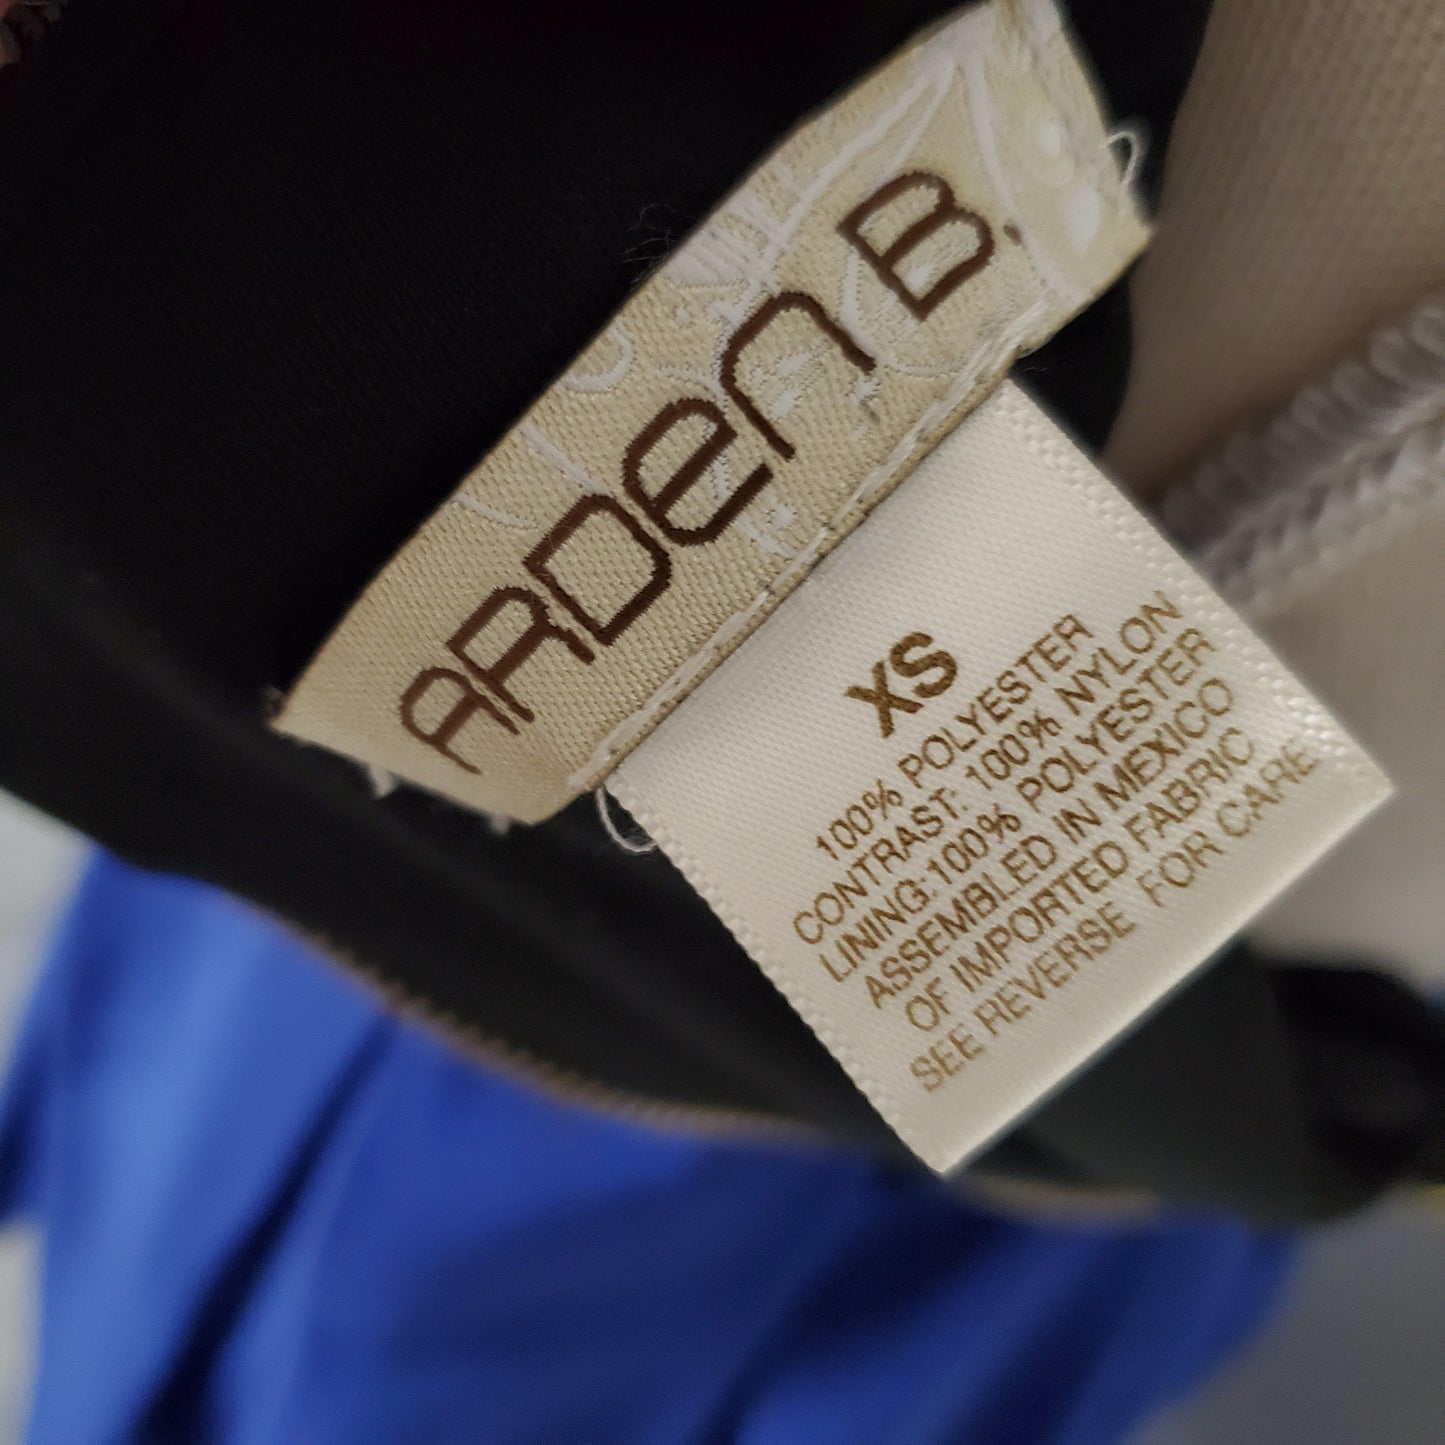 ARDEN B.
XS
100% POLYESTER
CONTRAST: 100% NYLON
LINING:100% POLYESTER
ASSEMBLED IN MEXICO
OF IMPORTED FABRIC
SEE REVERSE FOR CARE